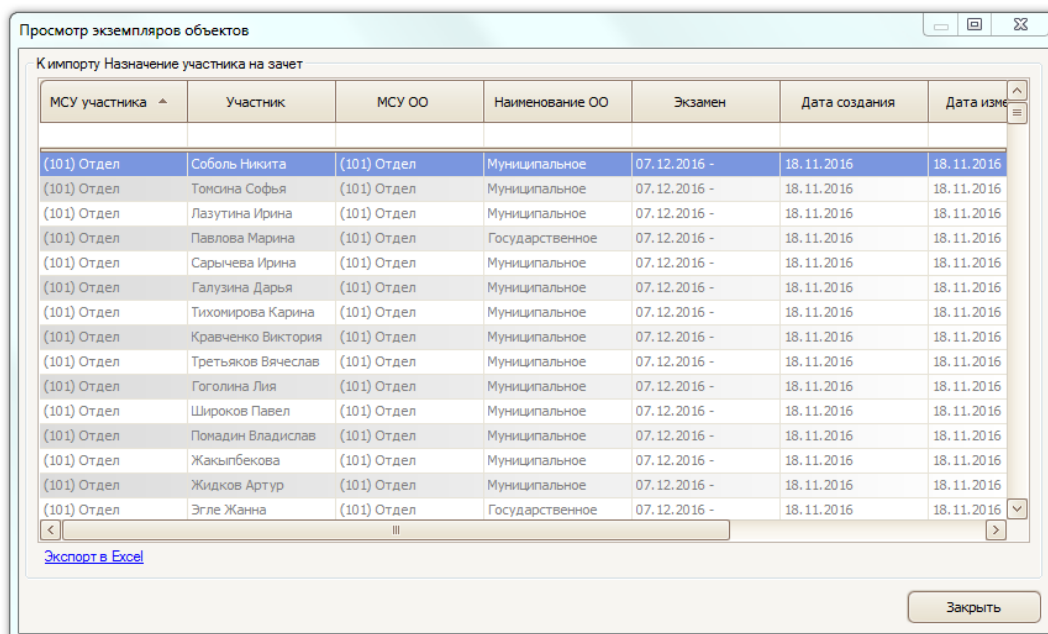 Просмотр экземпляров объектов
К импорту Назначение участника на зачет
МСУ участника Участник МСУ ОО Наименование ОО Экзамен Дата создания Дата изме
(101) Отдел Соболь Никита (101) Отдел Муниципальное 07.12.2016 - 18.11.2016 18.11.2016
(101) Отдел Томсина Софья (101) Отдел Муниципальное 07.12.2016 - 18.11.2016 18.11.2016
(101) Отдел Лазутина Ирина (101) Отдел Муниципальное 07.12.2016 - 18.11.2016 18.11.2016
(101) Отдел Павлова Марина (101) Отдел Государственное 07.12.2016 - 18.11.2016 18.11.2016
(101) Отдел Сарычева Ирина (101) Отдел Муниципальное 07.12.2016 - 18.11.2016 18.11.2016
(101) Отдел Галузина Дарья (101) Отдел Муниципальное 07.12.2016 - 18.11.2016 18.11.2016
(101) Отдел Тихомирова Карина (101) Отдел Муниципальное 07.12.2016 - 18.11.2016 18.11.2016
(101) Отдел Кравченко Виктория (101) Отдел Муниципальное 07.12.2016 - 18.11.2016 18.11.2016
(101) Отдел Третьяков Вячеслав (101) Отдел Муниципальное 07.12.2016 - 18.11.2016 18.11.2016
(101) Отдел Гоголина Лия (101) Отдел Муниципальное 07.12.2016 - 18.11.2016 18.11.2016
(101) Отдел Широков Павел (101) Отдел Муниципальное 07.12.2016 - 18.11.2016 18.11.2016
(101) Отдел Помадин Владислав (101) Отдел Муниципальное 07.12.2016 - 18.11.2016 18.11.2016
(101) Отдел Жакыпбекова (101) Отдел Муниципальное 07.12.2016 - 18.11.2016 18.11.2016
(101) Отдел Жидков Артур (101) Отдел Муниципальное 07.12.2016 - 18.11.2016 18.11.2016
(101) Отдел Эгле Жанна (101) Отдел Государственное 07.12.2016 - 18.11.2016 18.11.2016
Экспорт в Excel
Закрыть